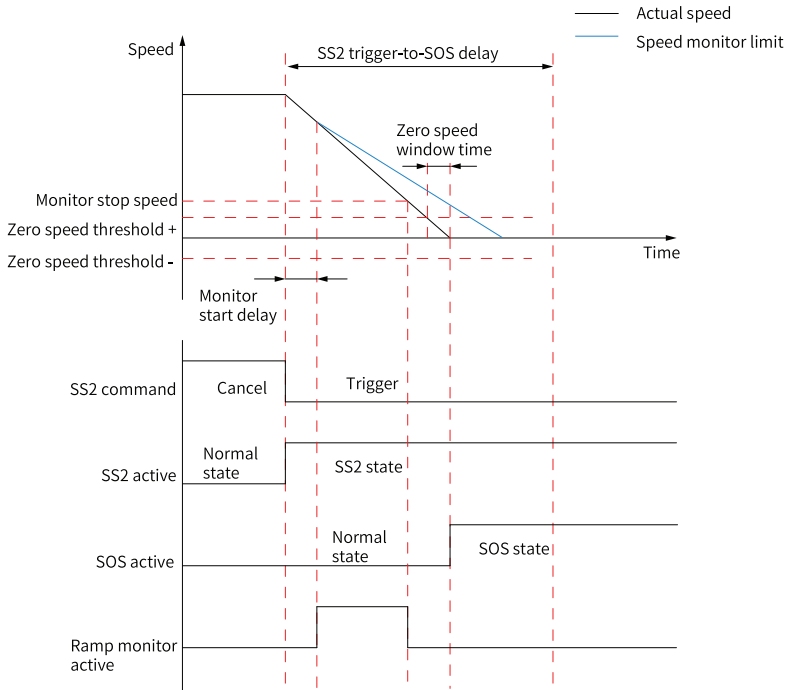 Actual speed
Speed monitor limit
Speed
SS2 trigger-to-SOS delay
Zero speed
window time
Monitor stop speed
Zero speed threshold +
Zero speed threshold -
Time
Monitor
start delay
SS2 command
Cancel
Trigger
SS2 active
Normal
state
SS2 state
SOS active
Normal
state
SOS state
Ramp monitor
active